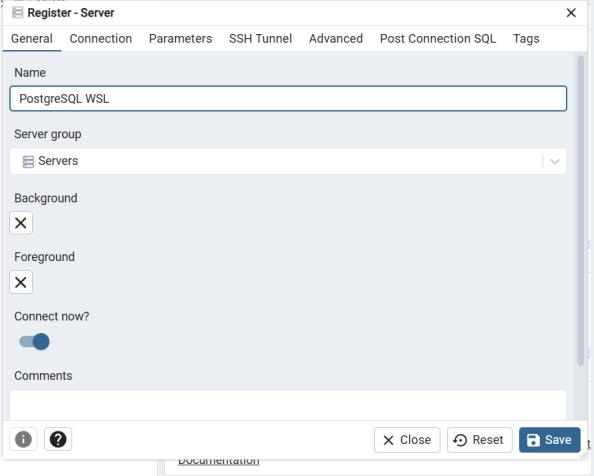 Register - Server
General Connection Parameters SSH Tunnel Advanced Post Connection SQL Tags
Name
PostgreSQL WSL
Server group
Servers
Background
Foreground
Connect now?
Comments
Close Reset Save
Documentation